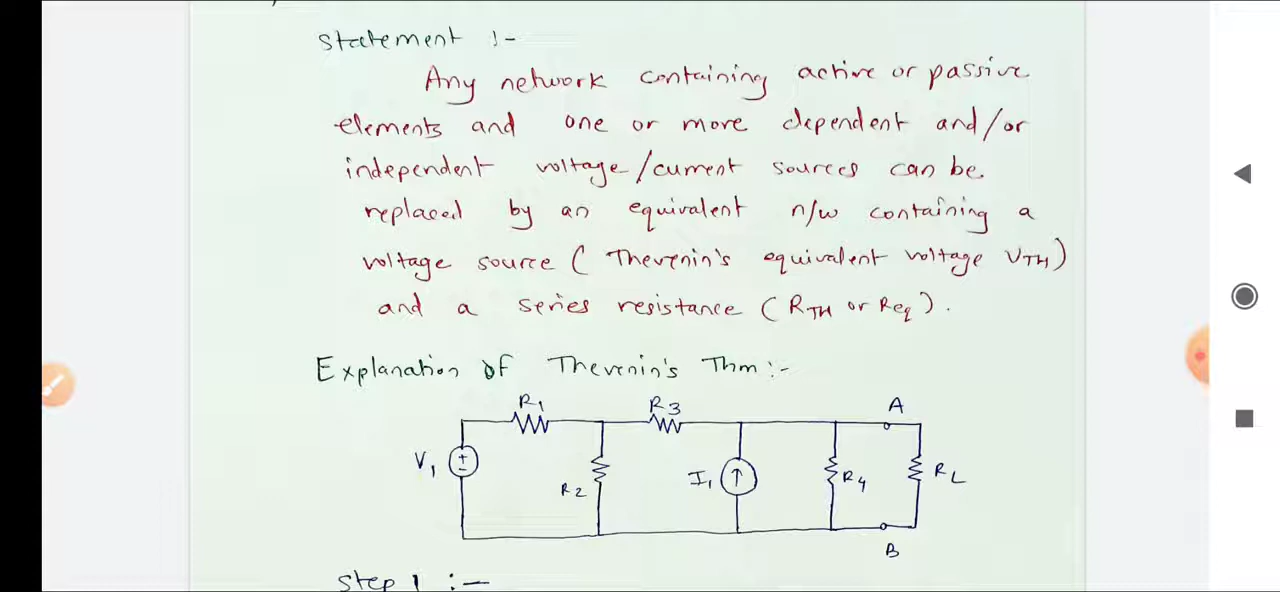 Statement :-
Any network containing active or passive
elements and one or more dependent and/or
independent voltage/current sources can be
replaced by an equivalent n/w containing a
voltage source ( Thevenin's equivalent voltage VTH)
and a series resistance ( RTH or Req ).
Explanation of Thevenin's Thm :-
R1 R3 A
V1 R2 I1 R4 RL
B
Step 1 :-